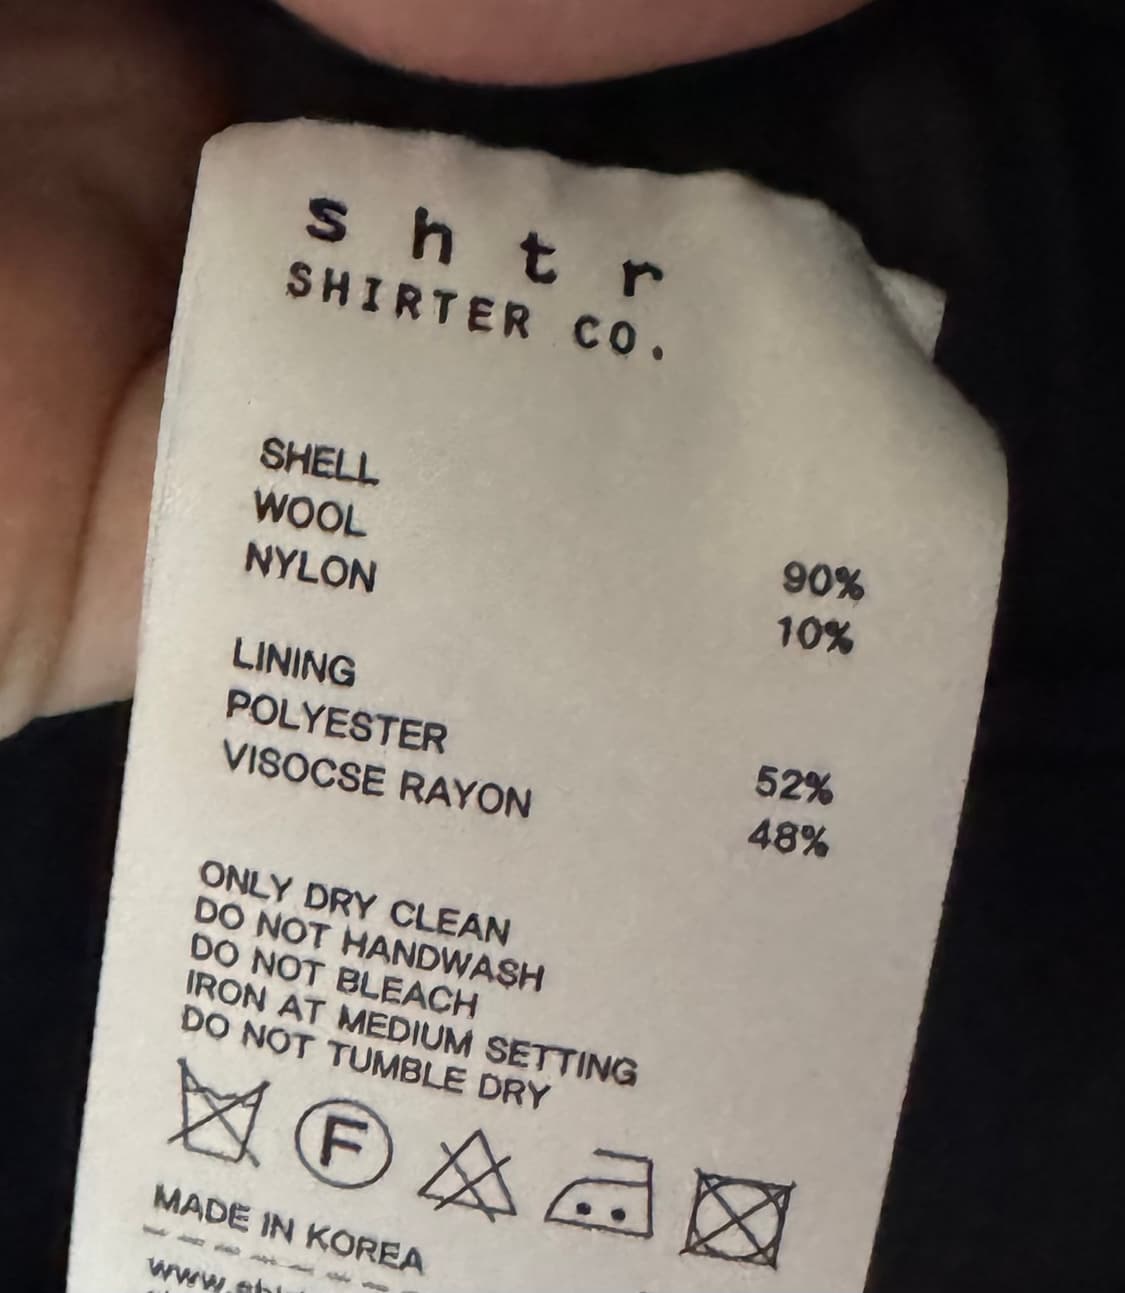 s h t r
SHIRTER CO.
SHELL
WOOL 90%
NYLON 10%
LINING
POLYESTER 52%
VISOCSE RAYON 48%
ONLY DRY CLEAN
DO NOT HANDWASH
DO NOT BLEACH
IRON AT MEDIUM SETTING
DO NOT TUMBLE DRY
F
MADE IN KOREA